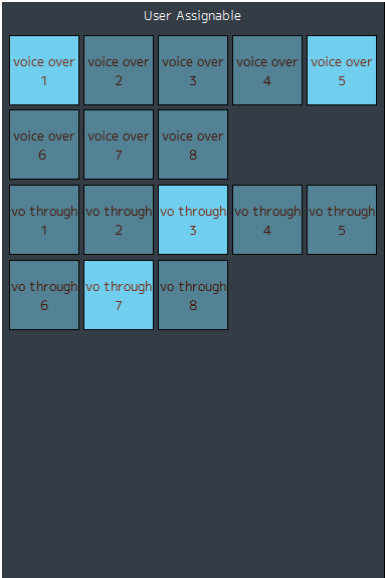 User Assignable
voice over 1
voice over 2
voice over 3
voice over 4
voice over 5
voice over 6
voice over 7
voice over 8
vo through 1
vo through 2
vo through 3
vo through 4
vo through 5
vo through 6
vo through 7
vo through 8